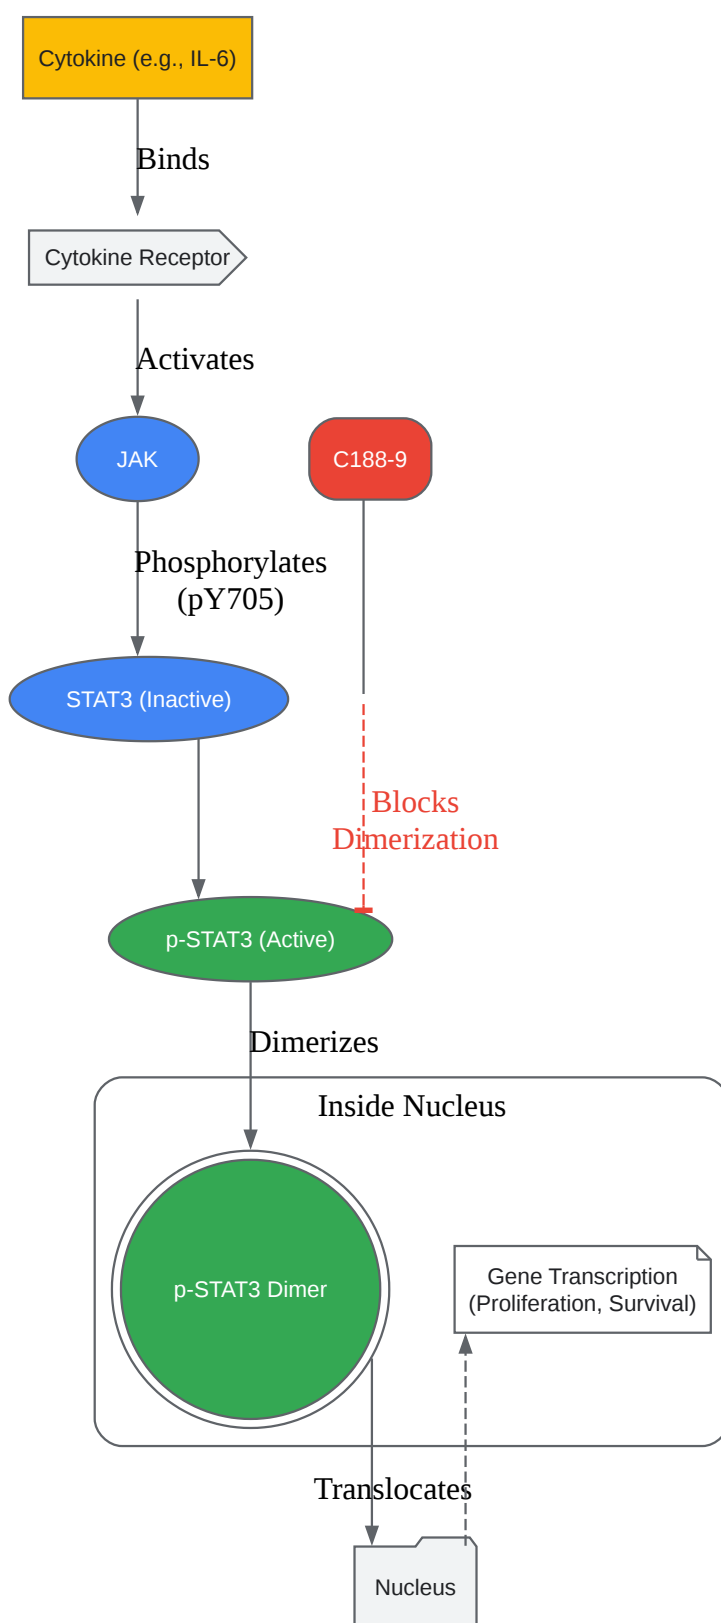 Cytokine (e.g., IL-6)
Binds
Cytokine Receptor
Activates
JAK
C188-9
Phosphorylates
(pY705)
STAT3 (Inactive)
Blocks
Dimerization
p-STAT3 (Active)
Dimerizes
Inside Nucleus
p-STAT3 Dimer
Gene Transcription
(Proliferation, Survival)
Translocates
Nucleus